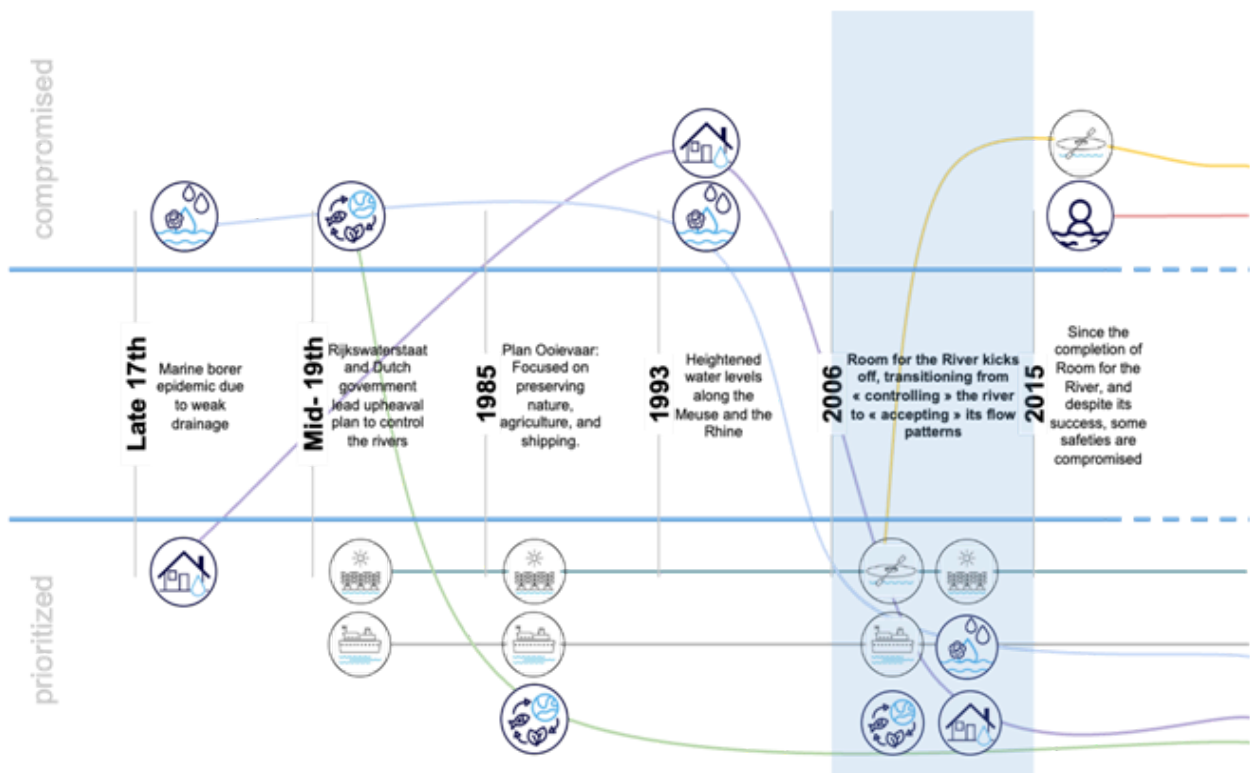 compromised
Late 17th
Marine borer
epidemic due
to weak
drainage
Mid- 19th
Rijkswaterstaat
and Dutch
government
lead upheaval
plan to control
the rivers
1985
Plan Ooievaar:
Focused on
preserving
nature,
agriculture, and
shipping.
1993
Heightened
water levels
along the
Meuse and the
Rhine
2006
Room for the River kicks
off, transitioning from
« controlling » the river
to « accepting » its flow
patterns
2015
Since the
completion of
Room for the
River, and
despite its
success, some
safeties are
compromised
prioritized